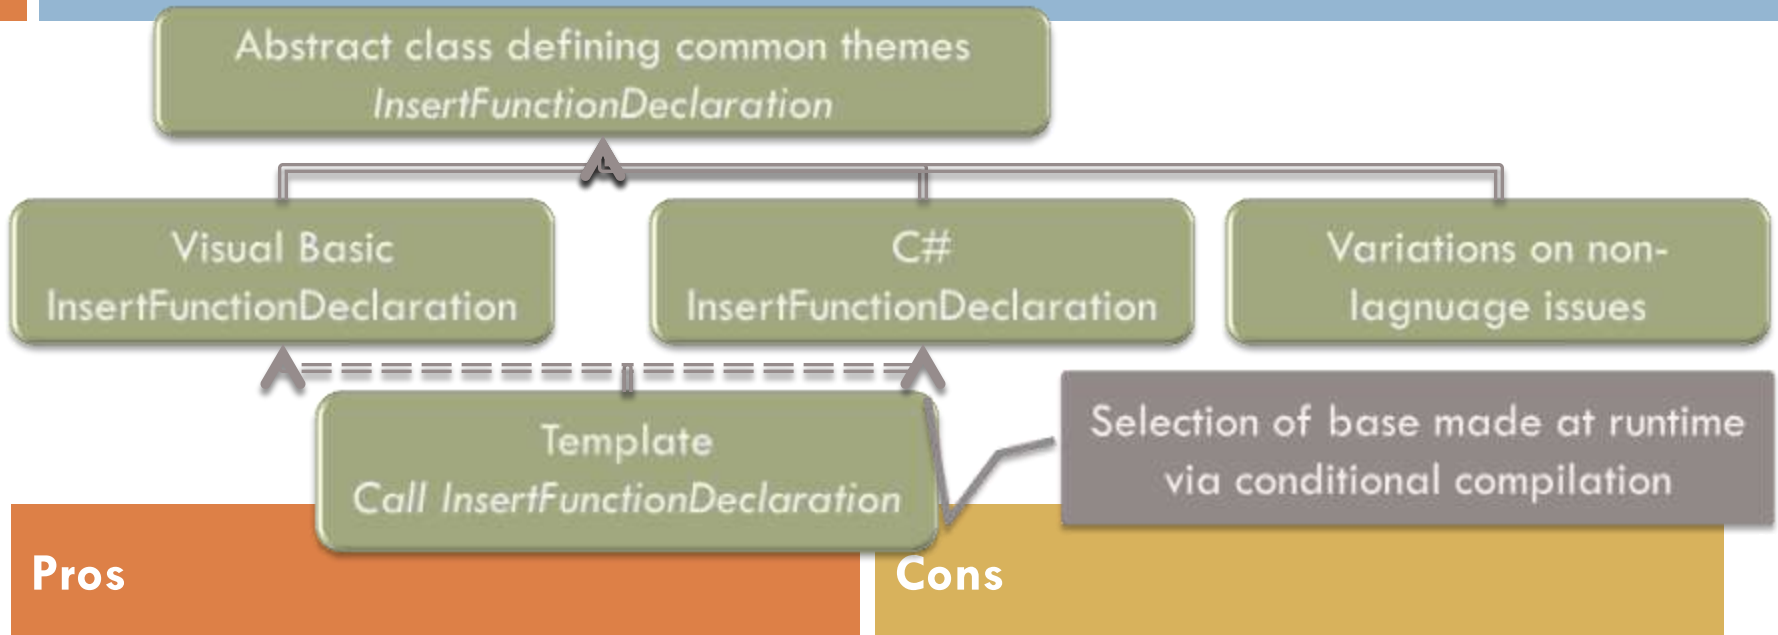 Abstract class defining common themes
InsertFunctionDeclaration
Visual Basic
InsertFunctionDeclaration
C#
InsertFunctionDeclaration
Variations on non-
lagnuage issues
Template
Call InsertFunctionDeclaration
Selection of base made at runtime
via conditional compilation
Pros
Cons